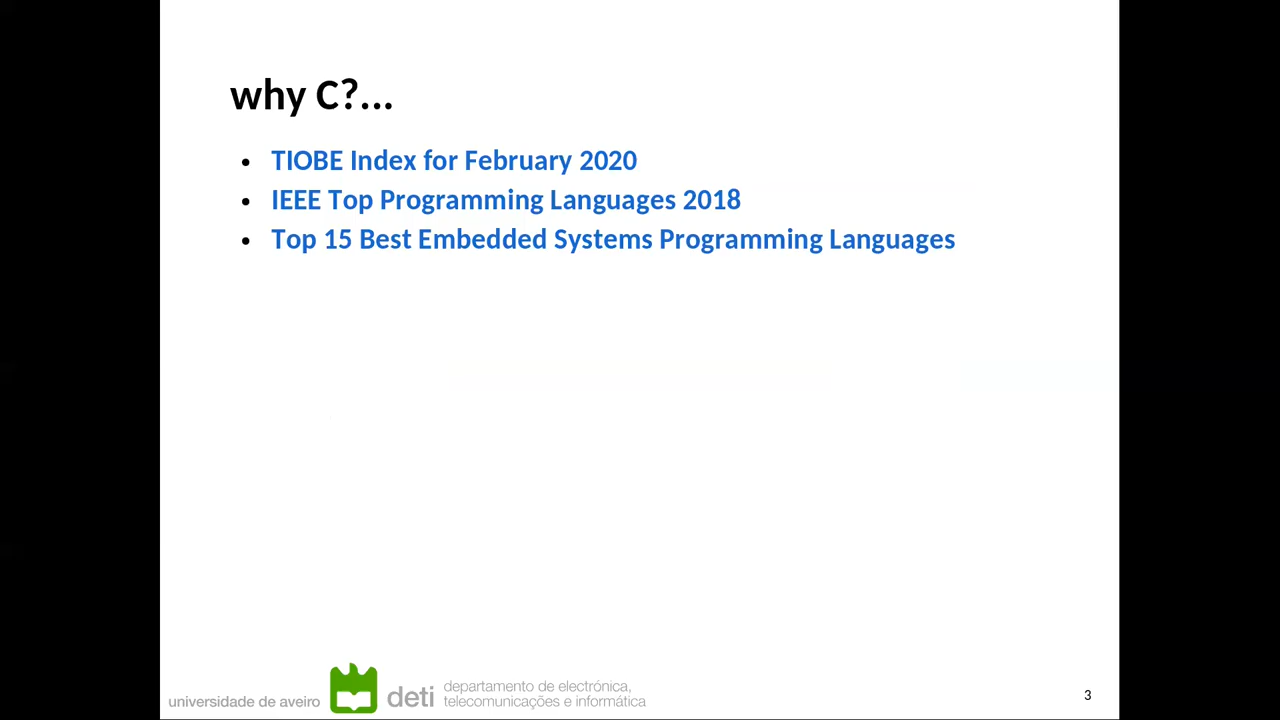 why C?...
• TIOBE Index for February 2020
• IEEE Top Programming Languages 2018
• Top 15 Best Embedded Systems Programming Languages
universidade de aveiro
deti
departamento de electrónica,
telecomunicações e informática
3